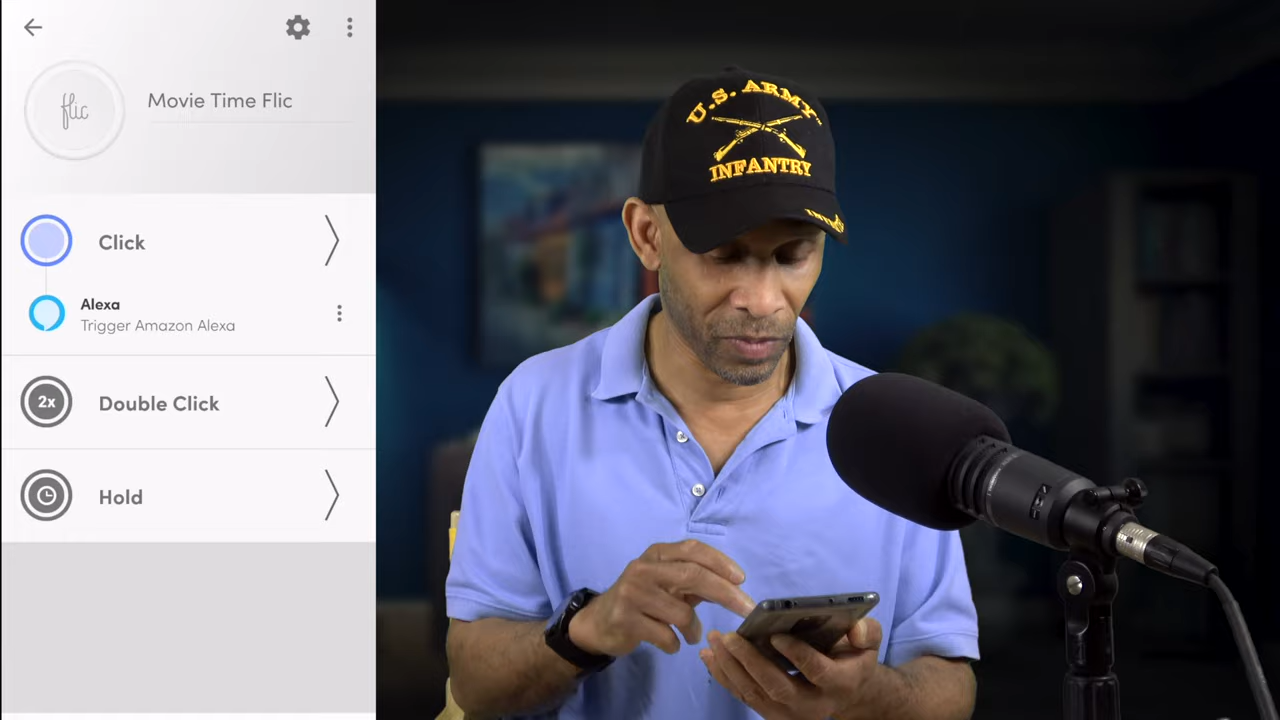 flic
Movie Time Flic
Click
Alexa
Trigger Amazon Alexa
2x
Double Click
Hold
U.S. ARMY
INFANTRY